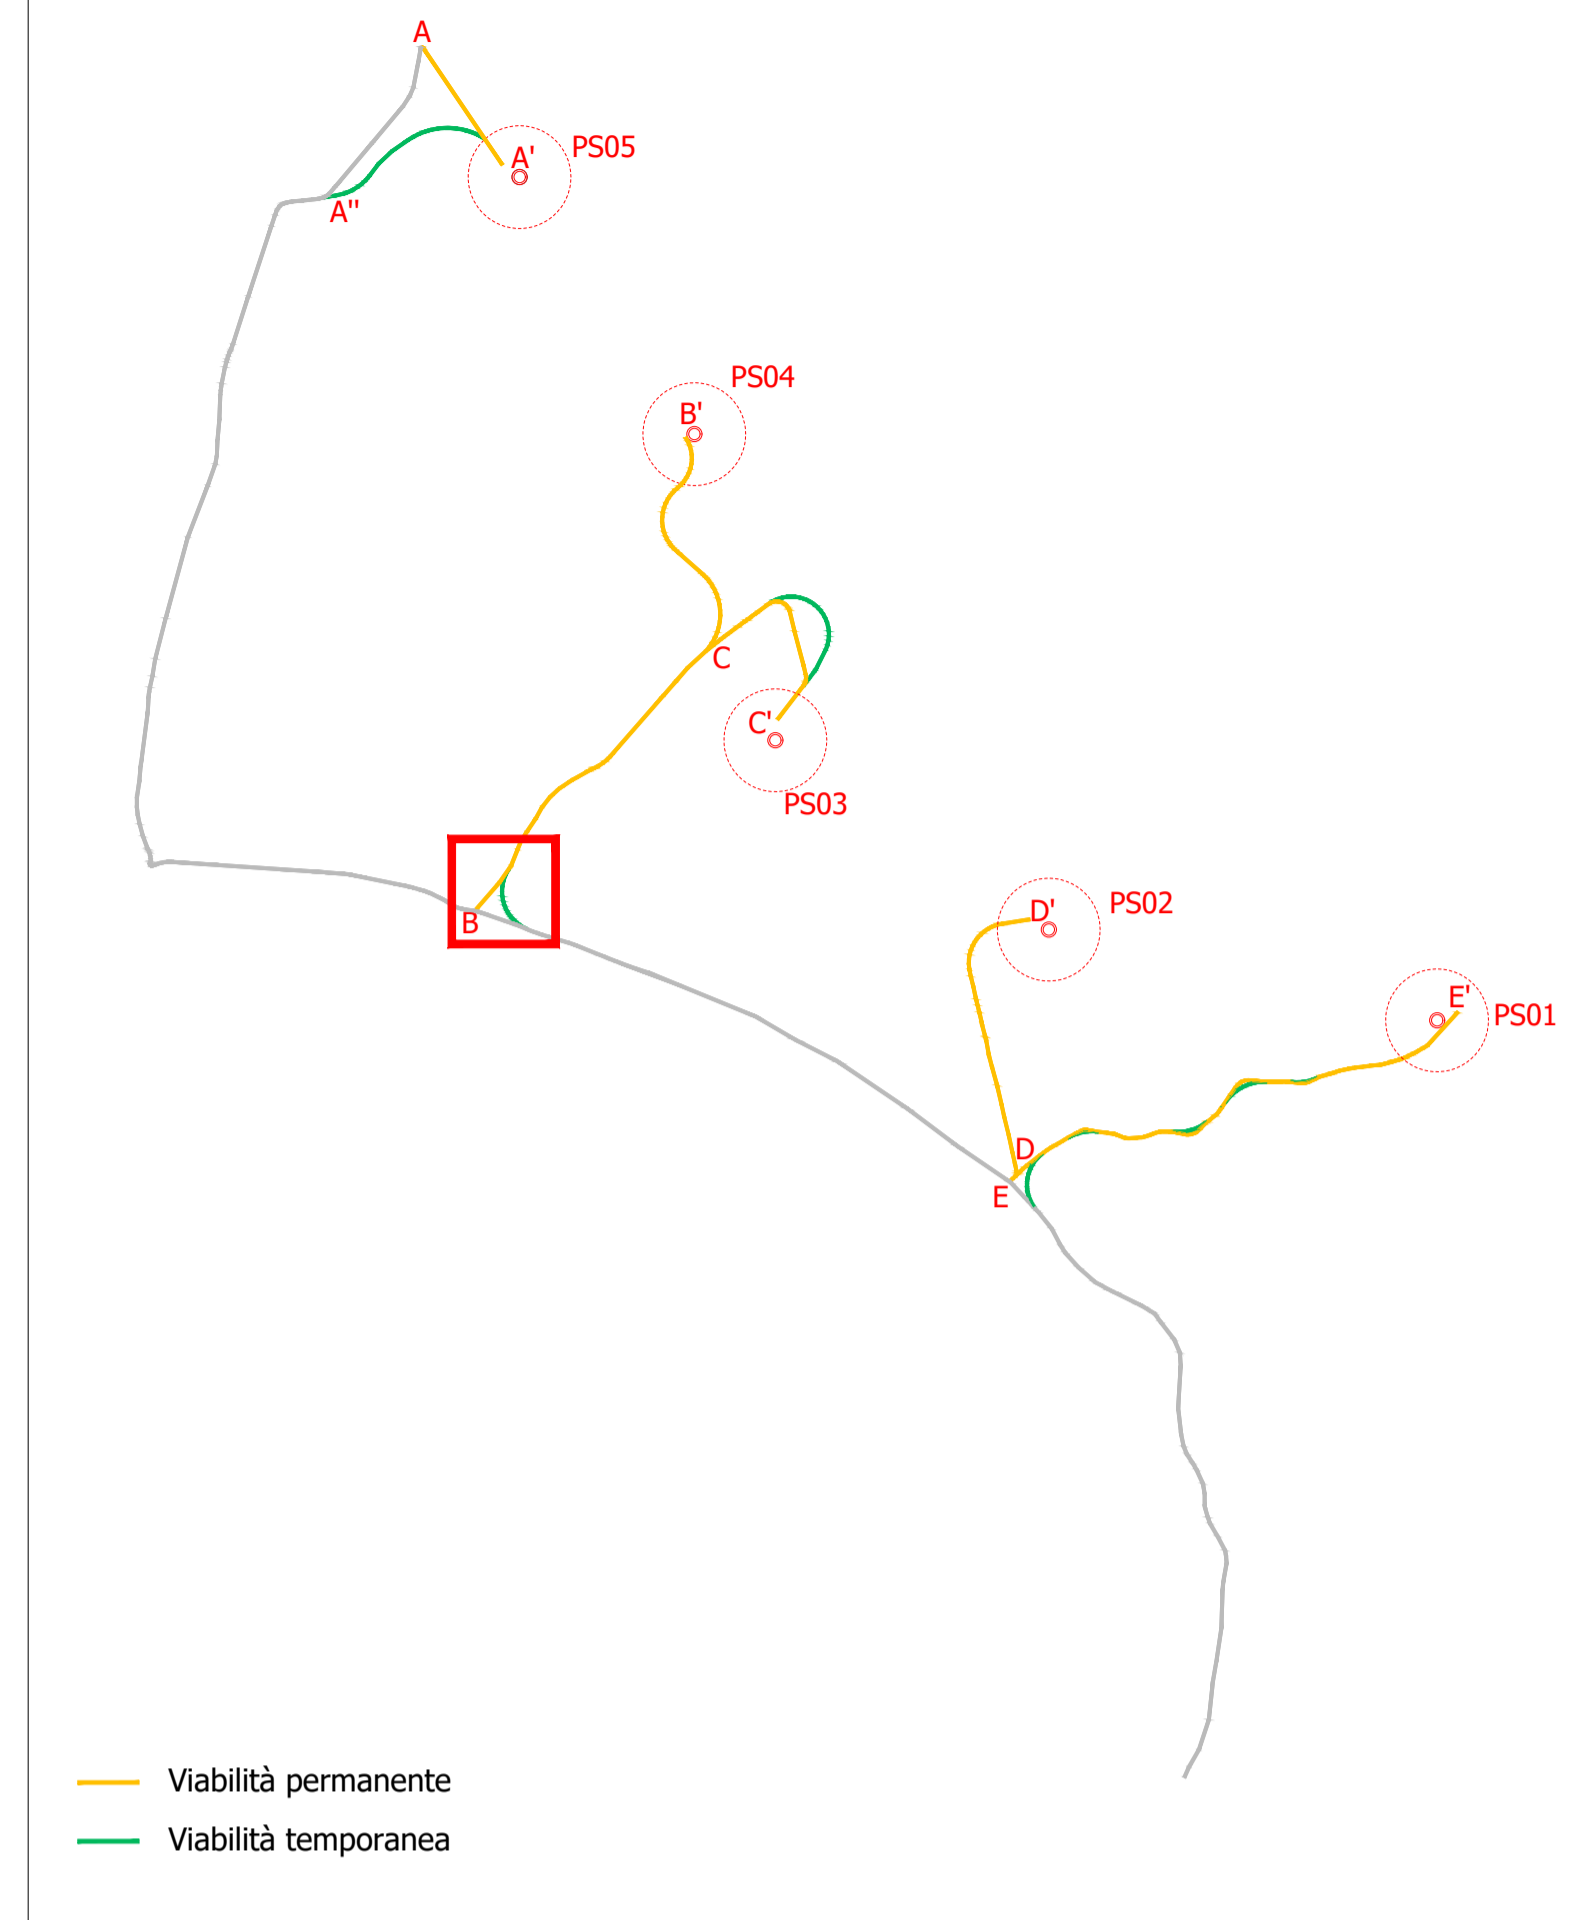 A
PS05
A'
A''
PS04
B'
C
C'
PS03
B
D'
PS02
E'
PS01
D
E
Viabilità permanente
Viabilità temporanea